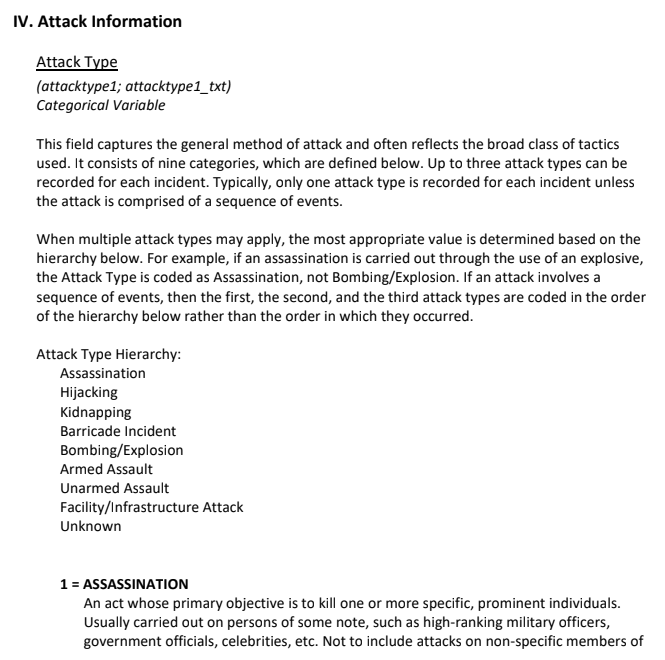 IV. Attack Information
Attack Type
(attacktype1; attacktype1_txt)
Categorical Variable
This field captures the general method of attack and often reflects the broad class of tactics
used. It consists of nine categories, which are defined below. Up to three attack types can be
recorded for each incident. Typically, only one attack type is recorded for each incident unless
the attack is comprised of a sequence of events.
When multiple attack types may apply, the most appropriate value is determined based on the
hierarchy below. For example, if an assassination is carried out through the use of an explosive,
the Attack Type is coded as Assassination, not Bombing/Explosion. If an attack involves a
sequence of events, then the first, the second, and the third attack types are coded in the order
of the hierarchy below rather than the order in which they occurred.
Attack Type Hierarchy:
Assassination
Hijacking
Kidnapping
Barricade Incident
Bombing/Explosion
Armed Assault
Unarmed Assault
Facility/Infrastructure Attack
Unknown
1 = ASSASSINATION
An act whose primary objective is to kill one or more specific, prominent individuals.
Usually carried out on persons of some note, such as high-ranking military officers,
government officials, celebrities, etc. Not to include attacks on non-specific members of